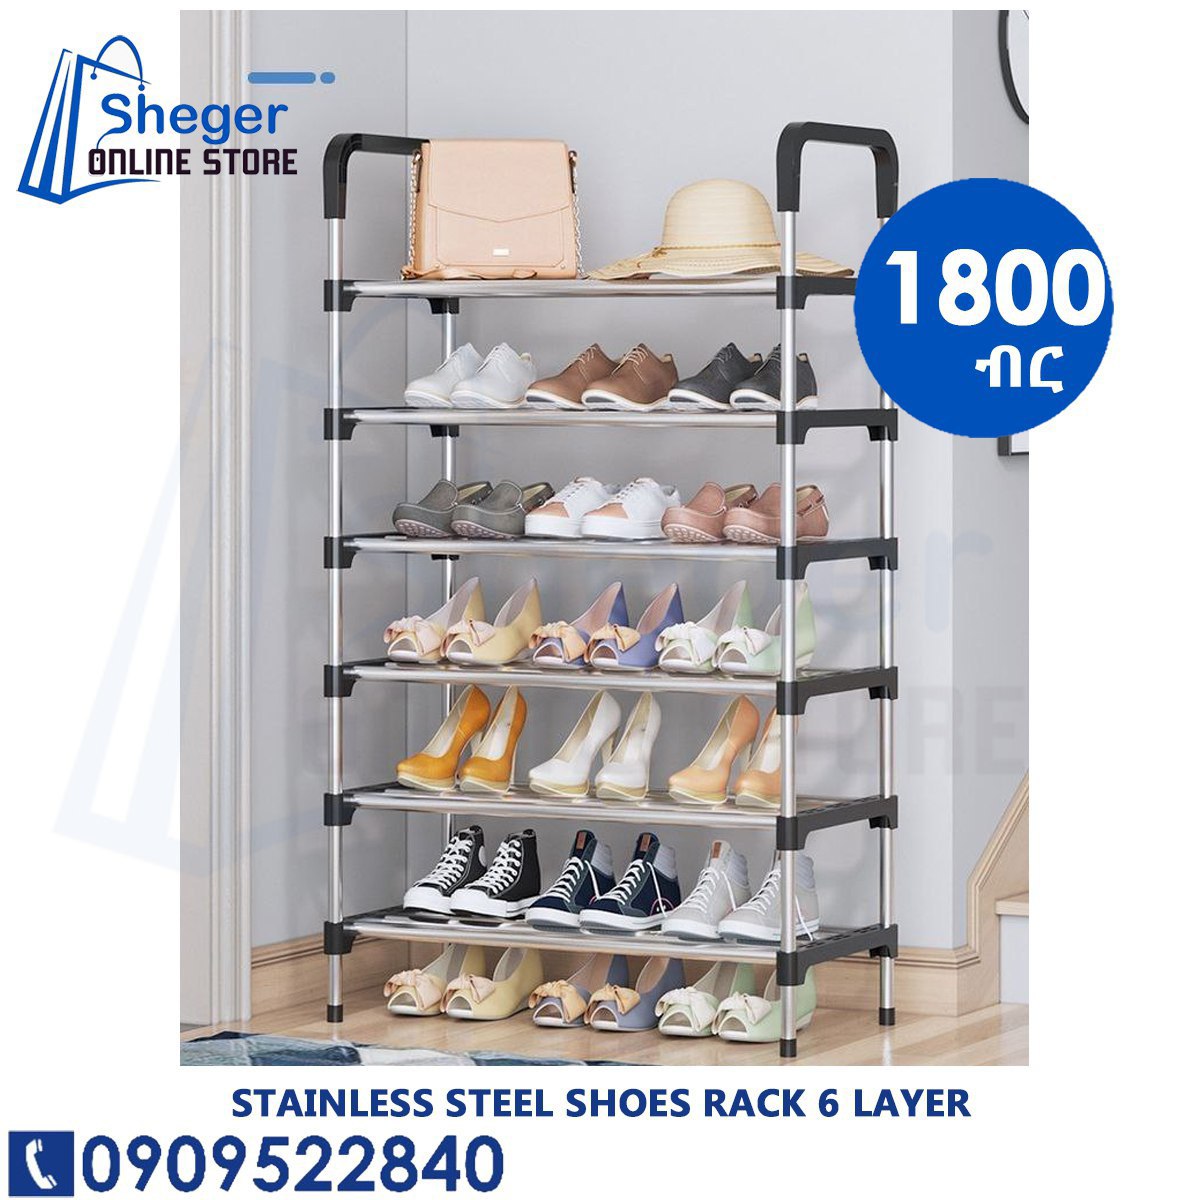 Sheger
ONLINE STORE
1800
ብር
STAINLESS STEEL SHOES RACK 6 LAYER
0909522840